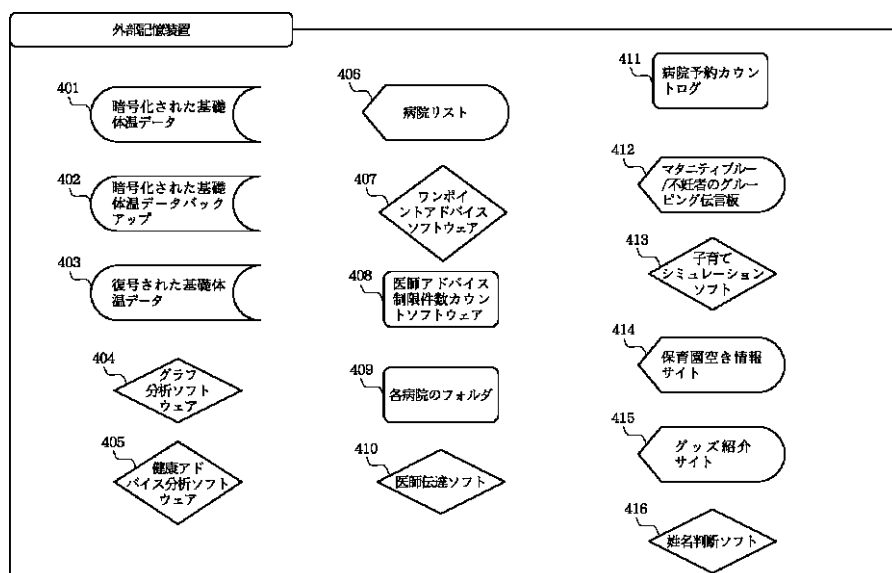 外部記憶装置
401
暗号化された基礎
体温データ
402
暗号化された基礎
体温データバック
アップ
403
復号された基礎体
温データ
404
グラフ
分析ソフト
ウェア
405
健康アド
バイス分析ソフト
ウェア
406
病院リスト
407
ワンポイ
ントアドバイス
ソフトウェア
408
医師アドバイス
制限件数カウン
トソフトウェア
409
各病院のフォルダ
410
医師伝達ソフト
411
病院予約カウン
トログ
412
マタニティブルー
/不妊者のグルー
ピング伝言板
413
子育て
シミュレーション
ソフト
414
保育園空き情報
サイト
415
グッズ紹介
サイト
416
姓名判断ソフト